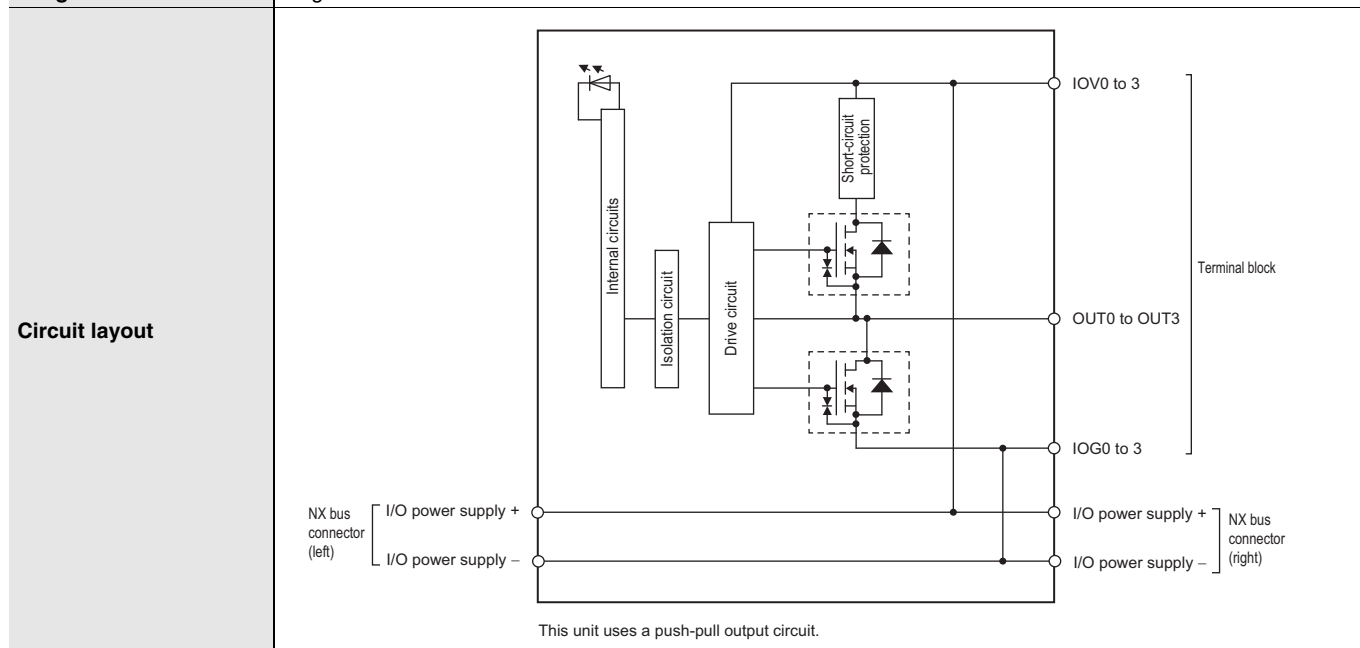 Circuit layout
IOV0 to 3
Short-circuit
protection
Internal circuits
Isolation circuit
Drive circuit
Terminal block
OUT0 to OUT3
IOG0 to 3
NX bus
connector
(left)
I/O power supply +
I/O power supply –
I/O power supply +
I/O power supply –
NX bus
connector
(right)
This unit uses a push-pull output circuit.